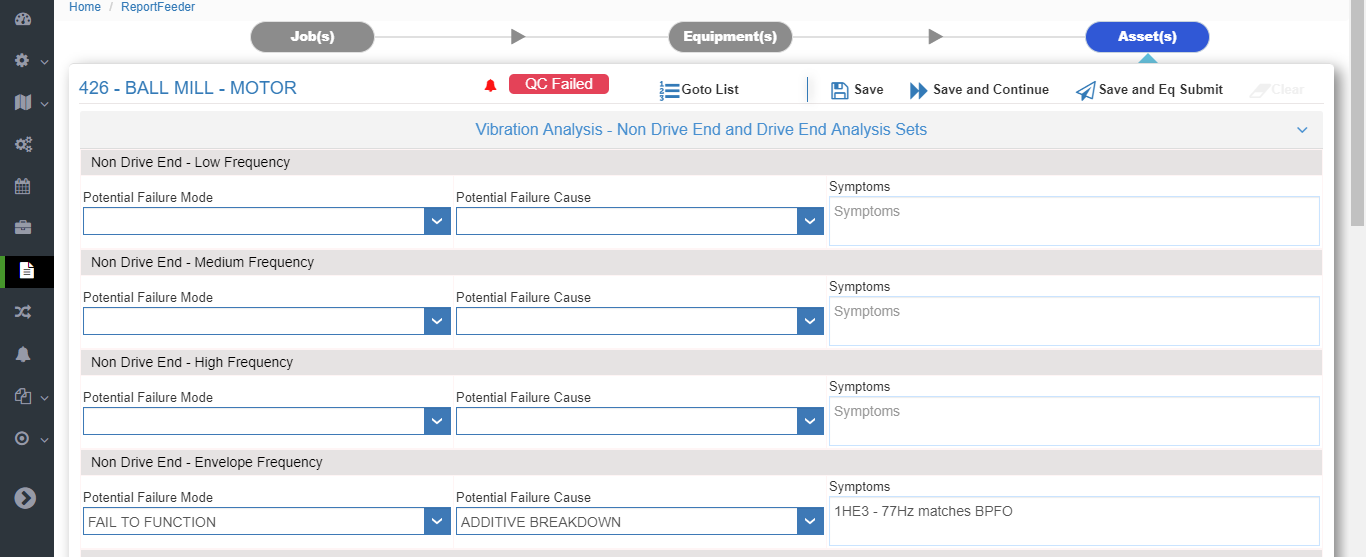 Home / ReportFeeder
Job(s) Equipment(s) Asset(s)
426 - BALL MILL - MOTOR QC Failed Goto List Save Save and Continue Save and Eq Submit Clear
Vibration Analysis - Non Drive End and Drive End Analysis Sets
Non Drive End - Low Frequency
Potential Failure Mode Potential Failure Cause Symptoms
Symptoms
Non Drive End - Medium Frequency
Potential Failure Mode Potential Failure Cause Symptoms
Symptoms
Non Drive End - High Frequency
Potential Failure Mode Potential Failure Cause Symptoms
Symptoms
Non Drive End - Envelope Frequency
Potential Failure Mode Potential Failure Cause Symptoms
FAIL TO FUNCTION ADDITIVE BREAKDOWN 1HE3 - 77Hz matches BPFO